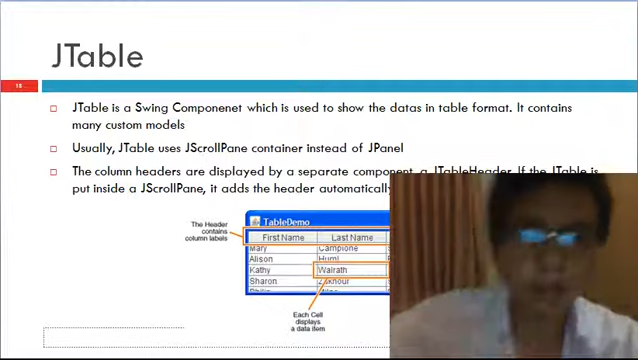 JTable
JTable is a Swing Componenet which is used to show the datas in table format. It contains
many custom models
Usually, JTable uses JScrollPane container instead of JPanel
The column headers are displayed by a separate component, a JTableHeader. If the JTable is
put inside a JScrollPane, it adds the header automatically
The Header
contains
column labels
TableDemo
First Name Last Name
Mary Campione
Alison Huml
Kathy Walrath
Sharon Zakhour
Each Cell
displays
a data item